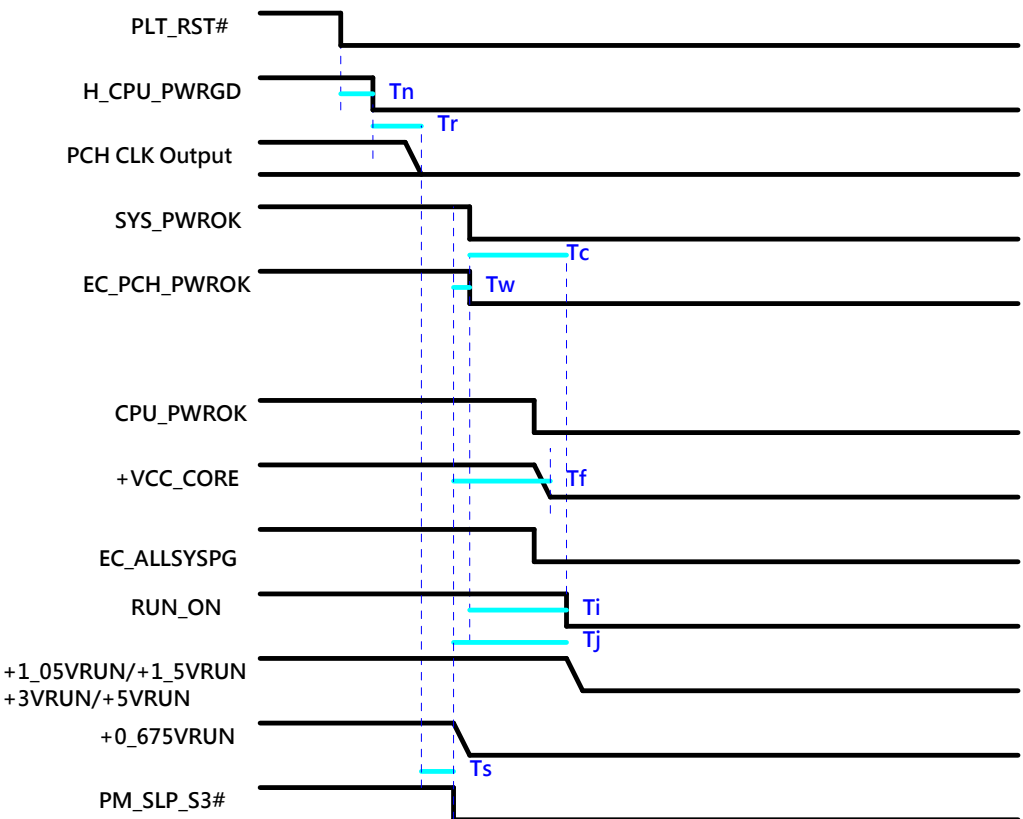 PLT_RST#
H_CPU_PWRGD
Tn
Tr
PCH CLK Output
SYS_PWROK
Tc
EC_PCH_PWROK
Tw
CPU_PWROK
+VCC_CORE
Tf
EC_ALLSYSPG
RUN_ON
Ti
Tj
+1_05VRUN/+1_5VRUN
+3VRUN/+5VRUN
+0_675VRUN
Ts
PM_SLP_S3#